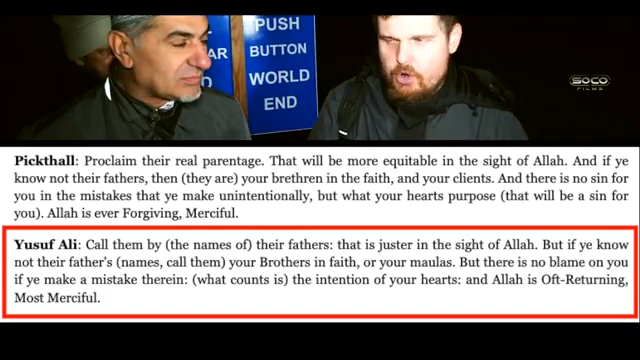 PUSH
BUTTON
WORLD
END
SOCO
FILMS
Pickthall: Proclaim their real parentage. That will be more equitable in the sight of Allah. And if ye
know not their fathers, then (they are) your brethren in the faith, and your clients. And there is no sin for
you in the mistakes that ye make unintentionally, but what your hearts purpose (that will be a sin for
you). Allah is ever Forgiving, Merciful.
Yusuf Ali: Call them by (the names of) their fathers: that is juster in the sight of Allah. But if ye know
not their father's (names, call them) your Brothers in faith, or your maulas. But there is no blame on you
if ye make a mistake therein: (what counts is) the intention of your hearts: and Allah is Oft-Returning,
Most Merciful.